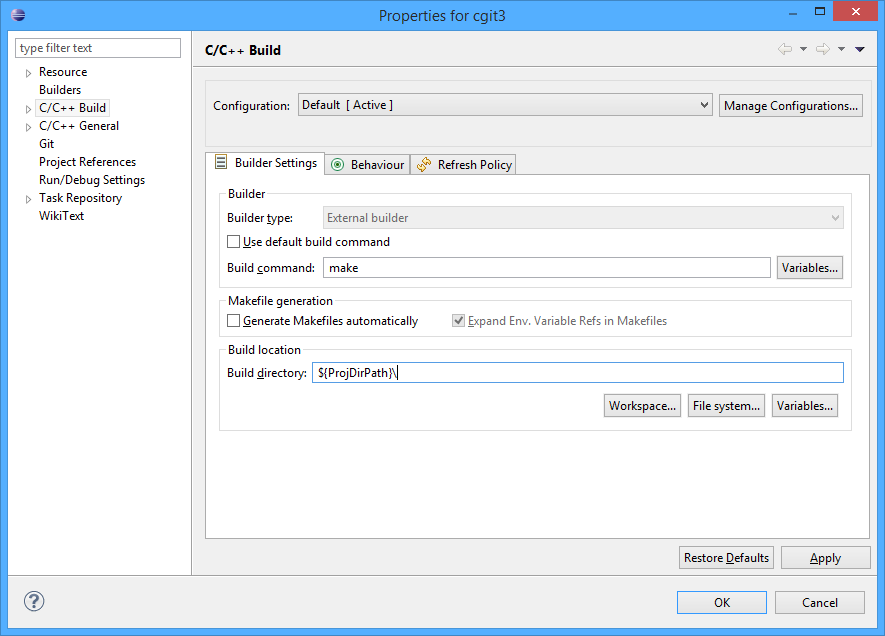 Properties for cgit3
type filter text
Resource
Builders
C/C++ Build
C/C++ General
Git
Project References
Run/Debug Settings
Task Repository
WikiText
C/C++ Build
Configuration: Default [ Active ] Manage Configurations...
Builder Settings Behaviour Refresh Policy
Builder
Builder type: External builder
Use default build command
Build command: make Variables...
Makefile generation
Generate Makefiles automatically Expand Env. Variable Refs in Makefiles
Build location
Build directory: ${ProjDirPath}\
Workspace... File system... Variables...
Restore Defaults Apply
? OK Cancel